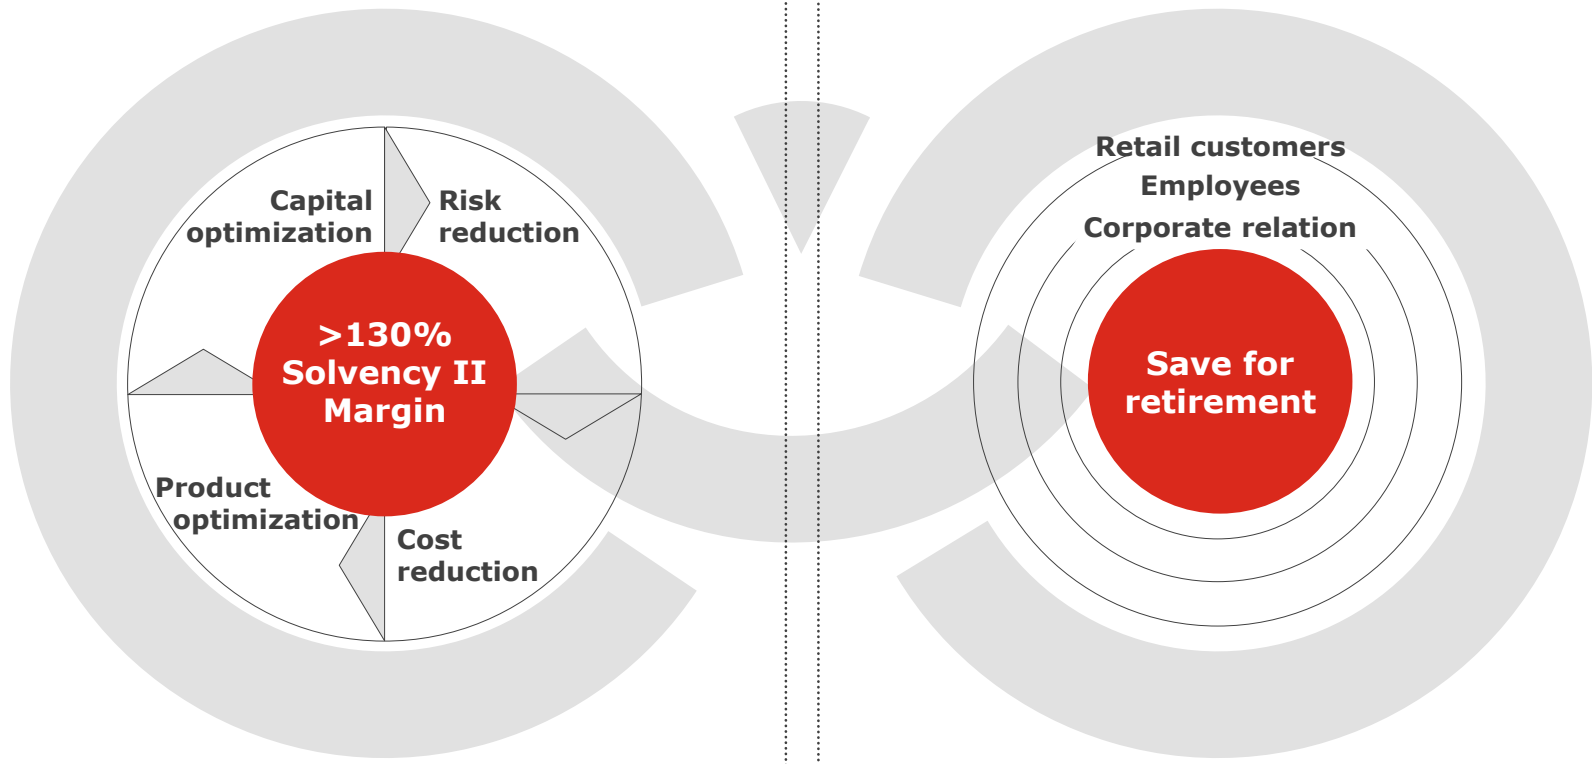 Capital
optimization
Risk
reduction
>130%
Solvency II
Margin
Product
optimization
Cost
reduction
Retail customers
Employees
Corporate relation
Save for
retirement